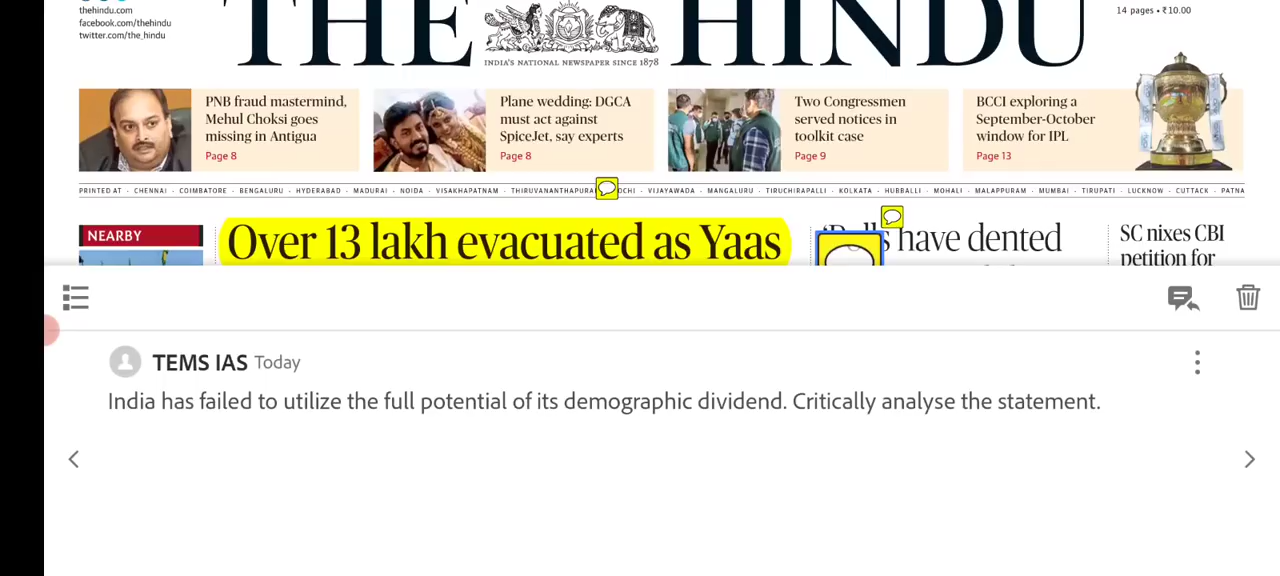 thehindu.com
facebook.com/thehindu
twitter.com/the_hindu
THE HINDU
INDIA'S NATIONAL NEWSPAPER SINCE 1878
14 pages • ₹10.00
PNB fraud mastermind,
Mehul Choksi goes
missing in Antigua
Page 8
Plane wedding: DGCA
must act against
SpiceJet, say experts
Page 8
Two Congressmen
served notices in
toolkit case
Page 9
BCCI exploring a
September-October
window for IPL
Page 13
PRINTED AT · CHENNAI · COIMBATORE · BENGALURU · HYDERABAD · MADURAI · NOIDA · VISAKHAPATNAM · THIRUVANANTHAPURA OCHI · VIJAYAWADA · MANGALURU · TIRUCHIRAPALLI · KOLKATA · HUBBALLI · MOHALI · MALAPPURAM · MUMBAI · TIRUPATI · LUCKNOW · CUTTACK · PATNA
NEARBY
Over 13 lakh evacuated as Yaas
have dented
SC nixes CBI
petition for
TEMS IAS Today
India has failed to utilize the full potential of its demographic dividend. Critically analyse the statement.